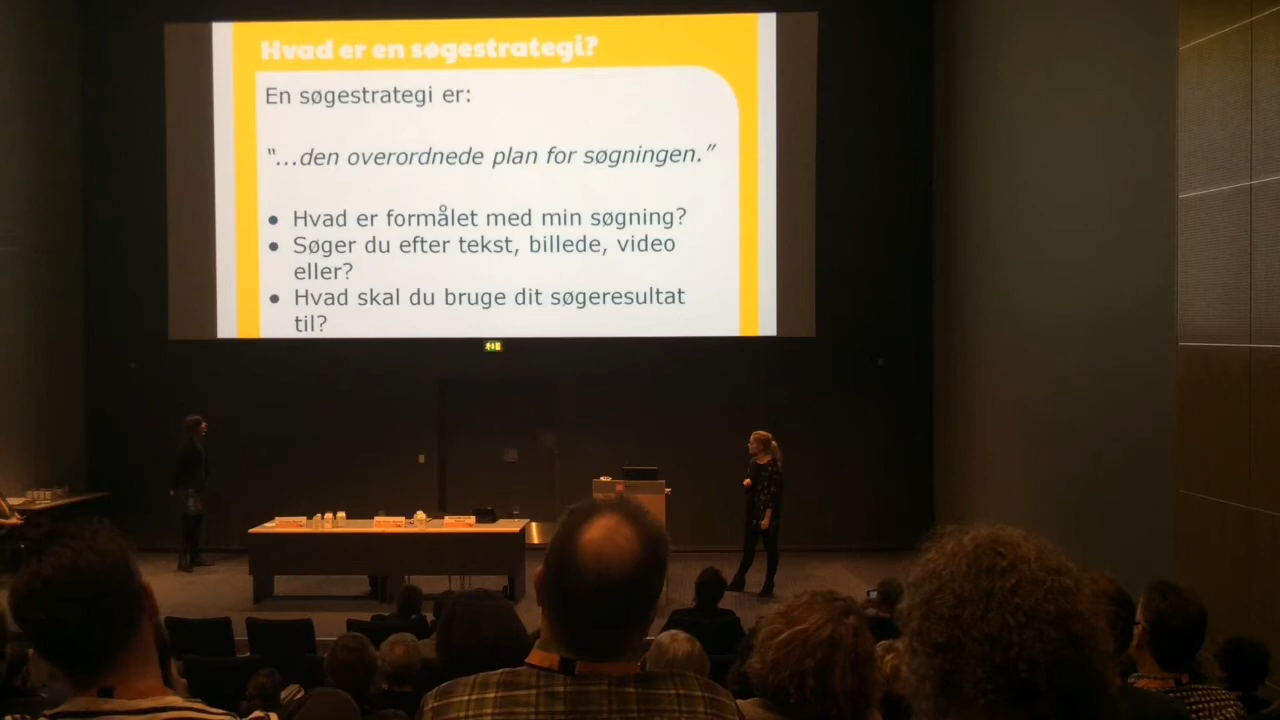 Hvad er en søgestrategi?
En søgestrategi er:
“...den overordnede plan for søgningen.”
● Hvad er formålet med min søgning?
● Søger du efter tekst, billede, video
eller?
● Hvad skal du bruge dit søgeresultat
til?